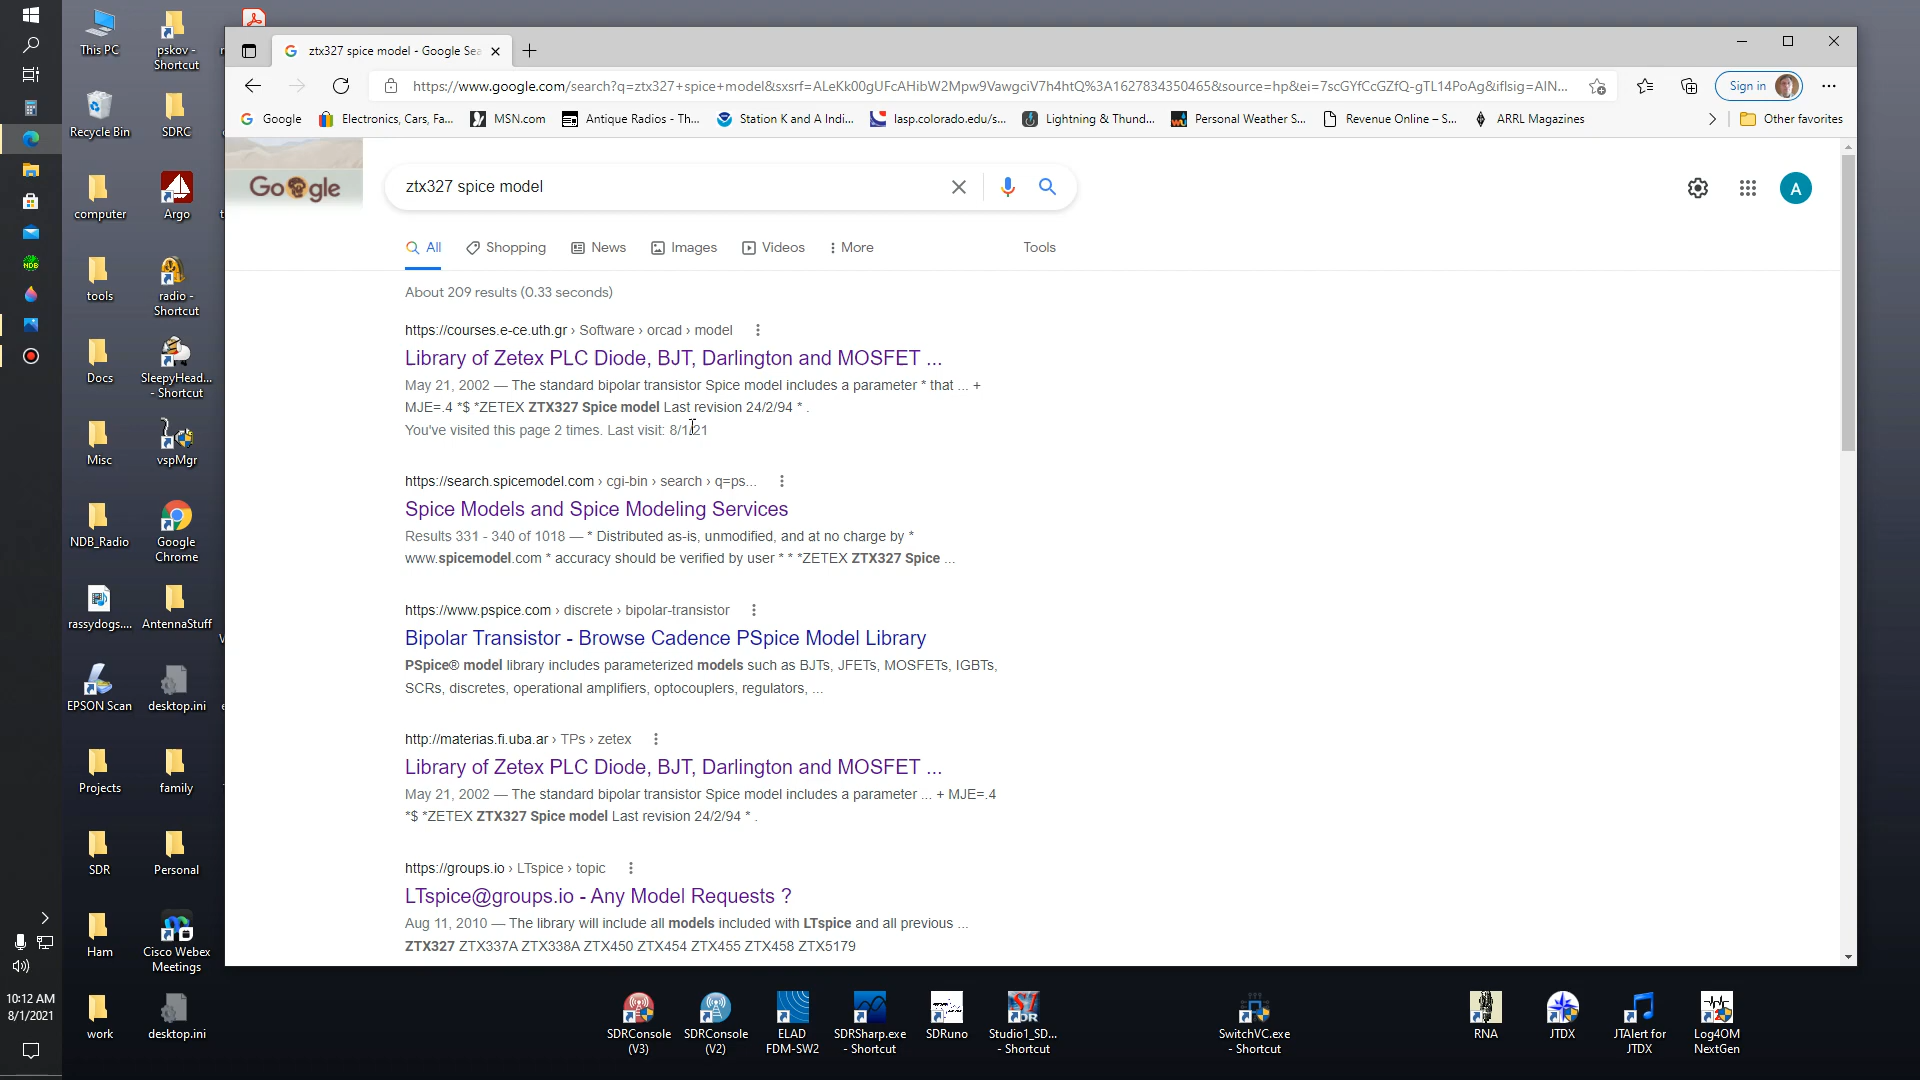 ztx327 spice model - Google Sea
https://www.google.com/search?q=ztx327+spice+model&sxsrf=ALeKk00gUFcAHibW2Mpw9VawgciV7h4htQ%3A1627834350465&source=hp&ei=7scGYfCcGZfQ-gTL14PoAg&iflsig=AIN...
Sign in
Google
Electronics, Cars, Fa...
MSN.com
Antique Radios - Th...
Station K and A Indi...
lasp.colorado.edu/s...
Lightning & Thund...
Personal Weather S...
Revenue Online – S...
ARRL Magazines
Other favorites
Google
ztx327 spice model
A
All
Shopping
News
Images
Videos
More
Tools
About 209 results (0.33 seconds)
https://courses.e-ce.uth.gr › Software › orcad › model
Library of Zetex PLC Diode, BJT, Darlington and MOSFET ...
May 21, 2002 — The standard bipolar transistor Spice model includes a parameter * that ... +
MJE=.4 *$ *ZETEX ZTX327 Spice model Last revision 24/2/94 * .
You've visited this page 2 times. Last visit: 8/1/21
https://search.spicemodel.com › cgi-bin › search › q=ps...
Spice Models and Spice Modeling Services
Results 331 - 340 of 1018 — * Distributed as-is, unmodified, and at no charge by *
www.spicemodel.com * accuracy should be verified by user * * *ZETEX ZTX327 Spice ...
https://www.pspice.com › discrete › bipolar-transistor
Bipolar Transistor - Browse Cadence PSpice Model Library
PSpice® model library includes parameterized models such as BJTs, JFETs, MOSFETs, IGBTs,
SCRs, discretes, operational amplifiers, optocouplers, regulators, ...
http://materias.fi.uba.ar › TPs › zetex
Library of Zetex PLC Diode, BJT, Darlington and MOSFET ...
May 21, 2002 — The standard bipolar transistor Spice model includes a parameter ... + MJE=.4
*$ *ZETEX ZTX327 Spice model Last revision 24/2/94 * .
https://groups.io › LTspice › topic
LTspice@groups.io - Any Model Requests ?
Aug 11, 2010 — The library will include all models included with LTspice and all previous ...
ZTX327 ZTX337A ZTX338A ZTX450 ZTX454 ZTX455 ZTX458 ZTX5179
This PC
pskov -
Shortcut
Recycle Bin
SDRC
computer
Argo
tools
radio -
Shortcut
Docs
SleepyHead...
- Shortcut
Misc
vspMgr
NDB_Radio
Google
Chrome
rassydogs....
AntennaStuff
EPSON Scan
desktop.ini
Projects
family
SDR
Personal
Ham
Cisco Webex
Meetings
work
desktop.ini
NDB
10:12 AM
8/1/2021
SDRConsole
(V3)
SDRConsole
(V2)
ELAD
FDM-SW2
SDRSharp.exe
- Shortcut
SDRuno
Studio1_SD...
- Shortcut
SwitchVC.exe
- Shortcut
RNA
JTDX
JTAlert for
JTDX
Log4OM
NextGen